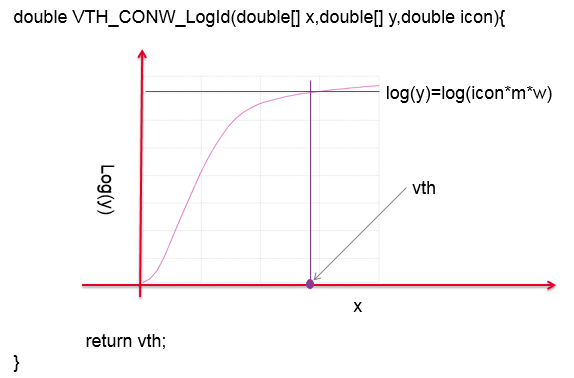 double VTH_CONW_LogId(double[] x,double[] y,double icon){
log(y)=log(icon*m*w)
Log(y)
vth
x
return vth;
}